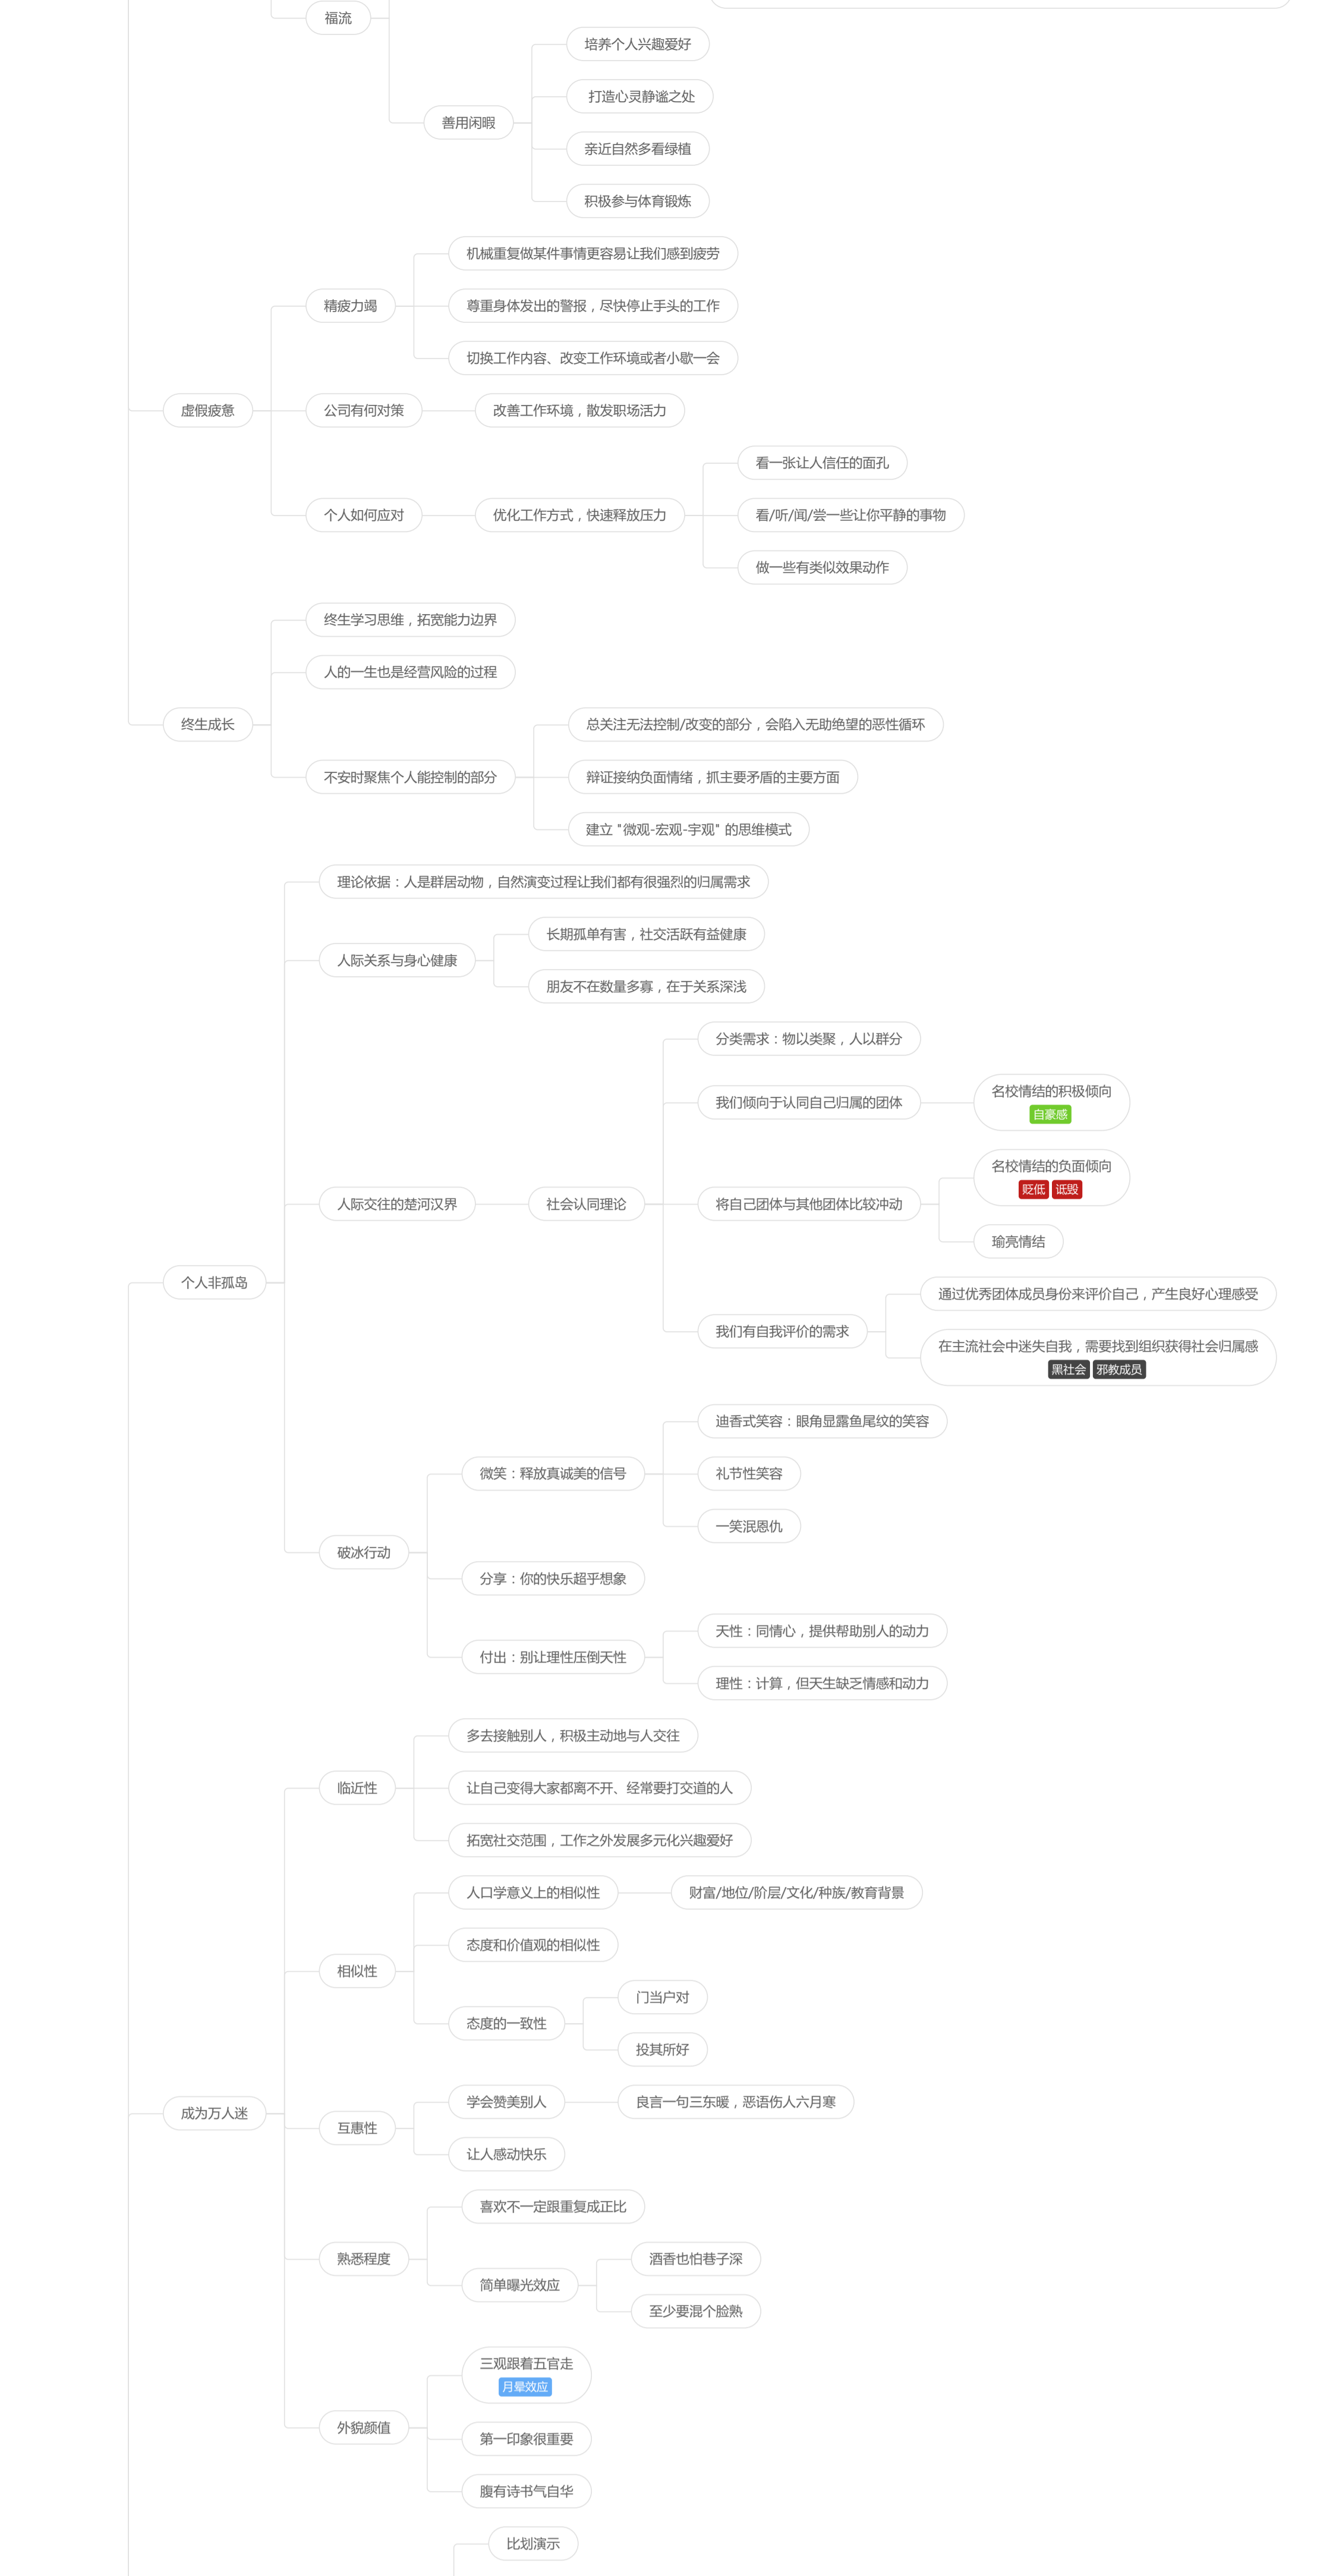 福流
培养个人兴趣爱好
打造心灵静谧之处
善用闲暇
亲近自然多看绿植
积极参与体育锻炼
机械重复做某件事情更容易让我们感到疲劳
精疲力竭
尊重身体发出的警报，尽快停止手头的工作
切换工作内容、改变工作环境或者小歇一会
虚假疲惫
公司有何对策
改善工作环境，散发职场活力
看一张让人信任的面孔
个人如何应对
优化工作方式，快速释放压力
看/听/闻/尝一些让你平静的事物
做一些有类似效果动作
终生学习思维，拓宽能力边界
人的一生也是经营风险的过程
终生成长
总关注无法控制/改变的部分，会陷入无助绝望的恶性循环
不安时聚焦个人能控制的部分
辩证接纳负面情绪，抓主要矛盾的主要方面
建立 "微观-宏观-宇观" 的思维模式
理论依据：人是群居动物，自然演变过程让我们都有很强烈的归属需求
长期孤单有害，社交活跃有益健康
人际关系与身心健康
朋友不在数量多寡，在于关系深浅
分类需求：物以类聚，人以群分
名校情结的积极倾向
我们倾向于认同自己归属的团体
自豪感
名校情结的负面倾向
贬低 诋毁
人际交往的楚河汉界
社会认同理论
将自己团体与其他团体比较冲动
瑜亮情结
个人非孤岛
通过优秀团体成员身份来评价自己，产生良好心理感受
我们有自我评价的需求
在主流社会中迷失自我，需要找到组织获得社会归属感
黑社会 邪教成员
迪香式笑容：眼角显露鱼尾纹的笑容
微笑：释放真诚美的信号
礼节性笑容
一笑泯恩仇
破冰行动
分享：你的快乐超乎想象
天性：同情心，提供帮助别人的动力
付出：别让理性压倒天性
理性：计算，但天生缺乏情感和动力
多去接触别人，积极主动地与人交往
临近性
让自己变得大家都离不开、经常要打交道的人
拓宽社交范围，工作之外发展多元化兴趣爱好
人口学意义上的相似性
财富/地位/阶层/文化/种族/教育背景
态度和价值观的相似性
相似性
门当户对
态度的一致性
投其所好
学会赞美别人
良言一句三东暖，恶语伤人六月寒
成为万人迷
互惠性
让人感动快乐
喜欢不一定跟重复成正比
熟悉程度
酒香也怕巷子深
简单曝光效应
至少要混个脸熟
三观跟着五官走
月晕效应
外貌颜值
第一印象很重要
腹有诗书气自华
比划演示